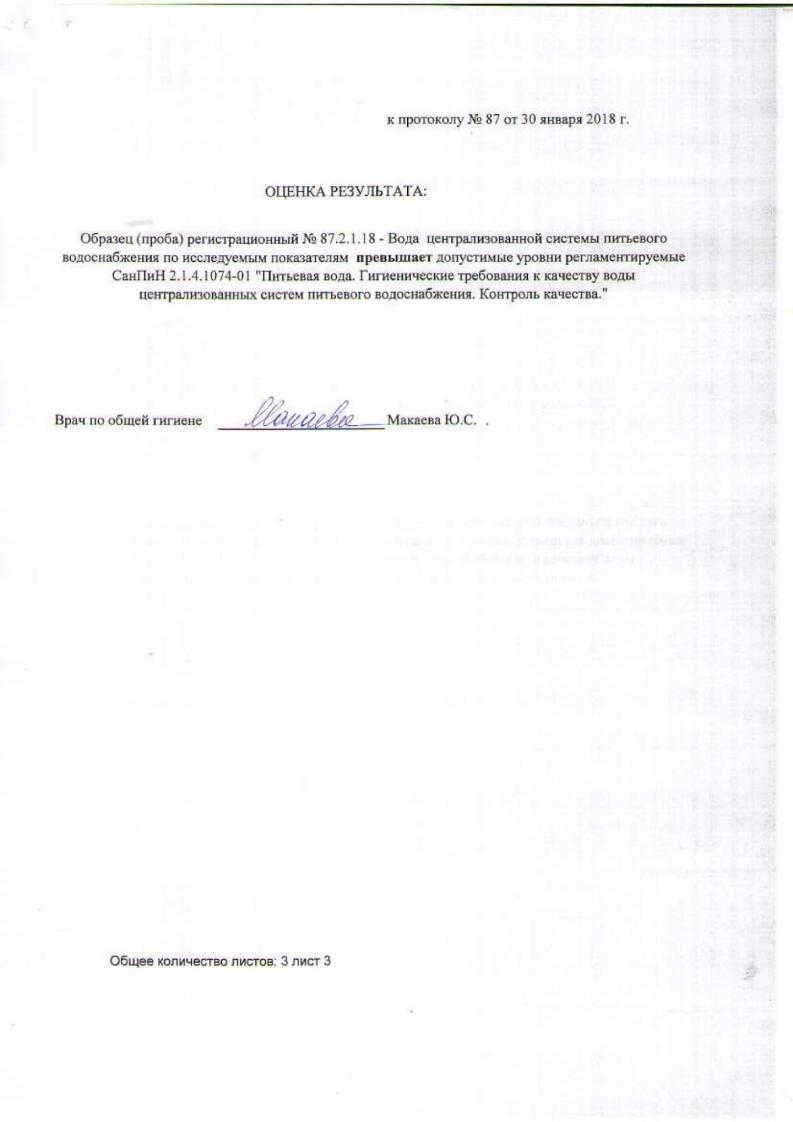 к протоколу № 87 от 30 января 2018 г.
ОЦЕНКА РЕЗУЛЬТАТА:
Образец (проба) регистрационный № 87.2.1.18 - Вода централизованной системы питьевого
водоснабжения по исследуемым показателям превышает допустимые уровни регламентируемые
СанПиН 2.1.4.1074-01 "Питьевая вода. Гигиенические требования к качеству воды
централизованных систем питьевого водоснабжения. Контроль качества."
Врач по общей гигиене Макаева Макаева Ю.С. .
Общее количество листов: 3 лист 3